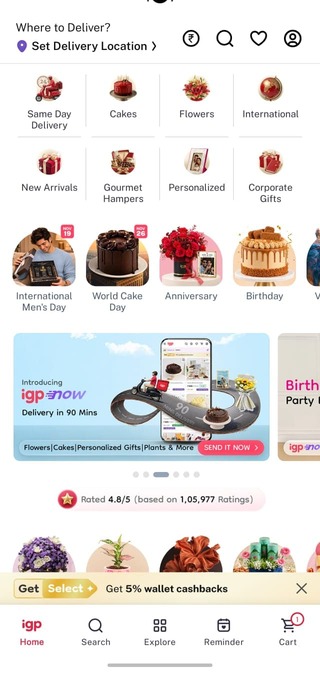 Where to Deliver?
Set Delivery Location
Same Day Delivery
Cakes
Flowers
International
New Arrivals
Gourmet Hampers
Personalized
Corporate Gifts
NOV 19
NOV 26
International Men's Day
World Cake Day
Anniversary
Birthday
V
Introducing
igp now
Delivery in 90 Mins
90
Flowers|Cakes|Personalized Gifts|Plants & More
SEND IT NOW
Birth
Party
igp no
Rated 4.8/5 (based on 1,05,977 Ratings)
Get Select +
Get 5% wallet cashbacks
igp
Home
Search
Explore
Reminder
1
Cart